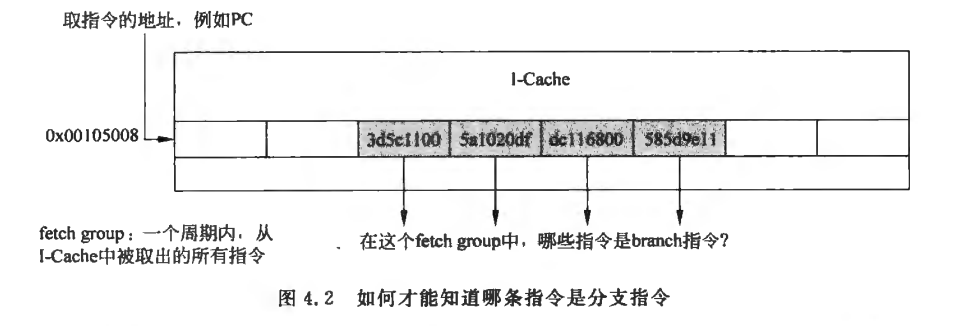 取指令的地址，例如PC
I-Cache
0x00105008
3d5c1100 5a1020df dc116800 585d9e11
fetch group：一个周期内，从
I-Cache中被取出的所有指令
在这个fetch group中，哪些指令是branch指令?
图 4.2 如何才能知道哪条指令是分支指令